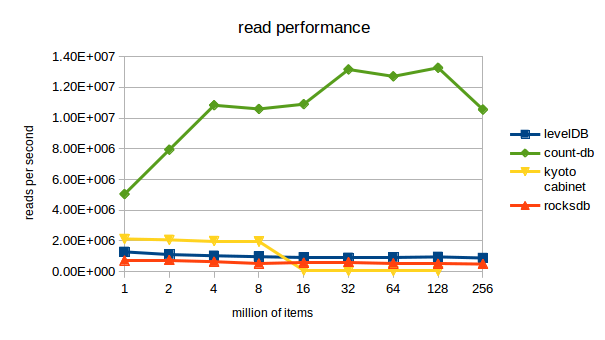 read performance
1.40E+007
1.20E+007
1.00E+007
8.00E+006
6.00E+006
4.00E+006
2.00E+006
0.00E+000
reads per second
1 2 4 8 16 32 64 128 256
million of items
levelDB
count-db
kyoto
cabinet
rocksdb